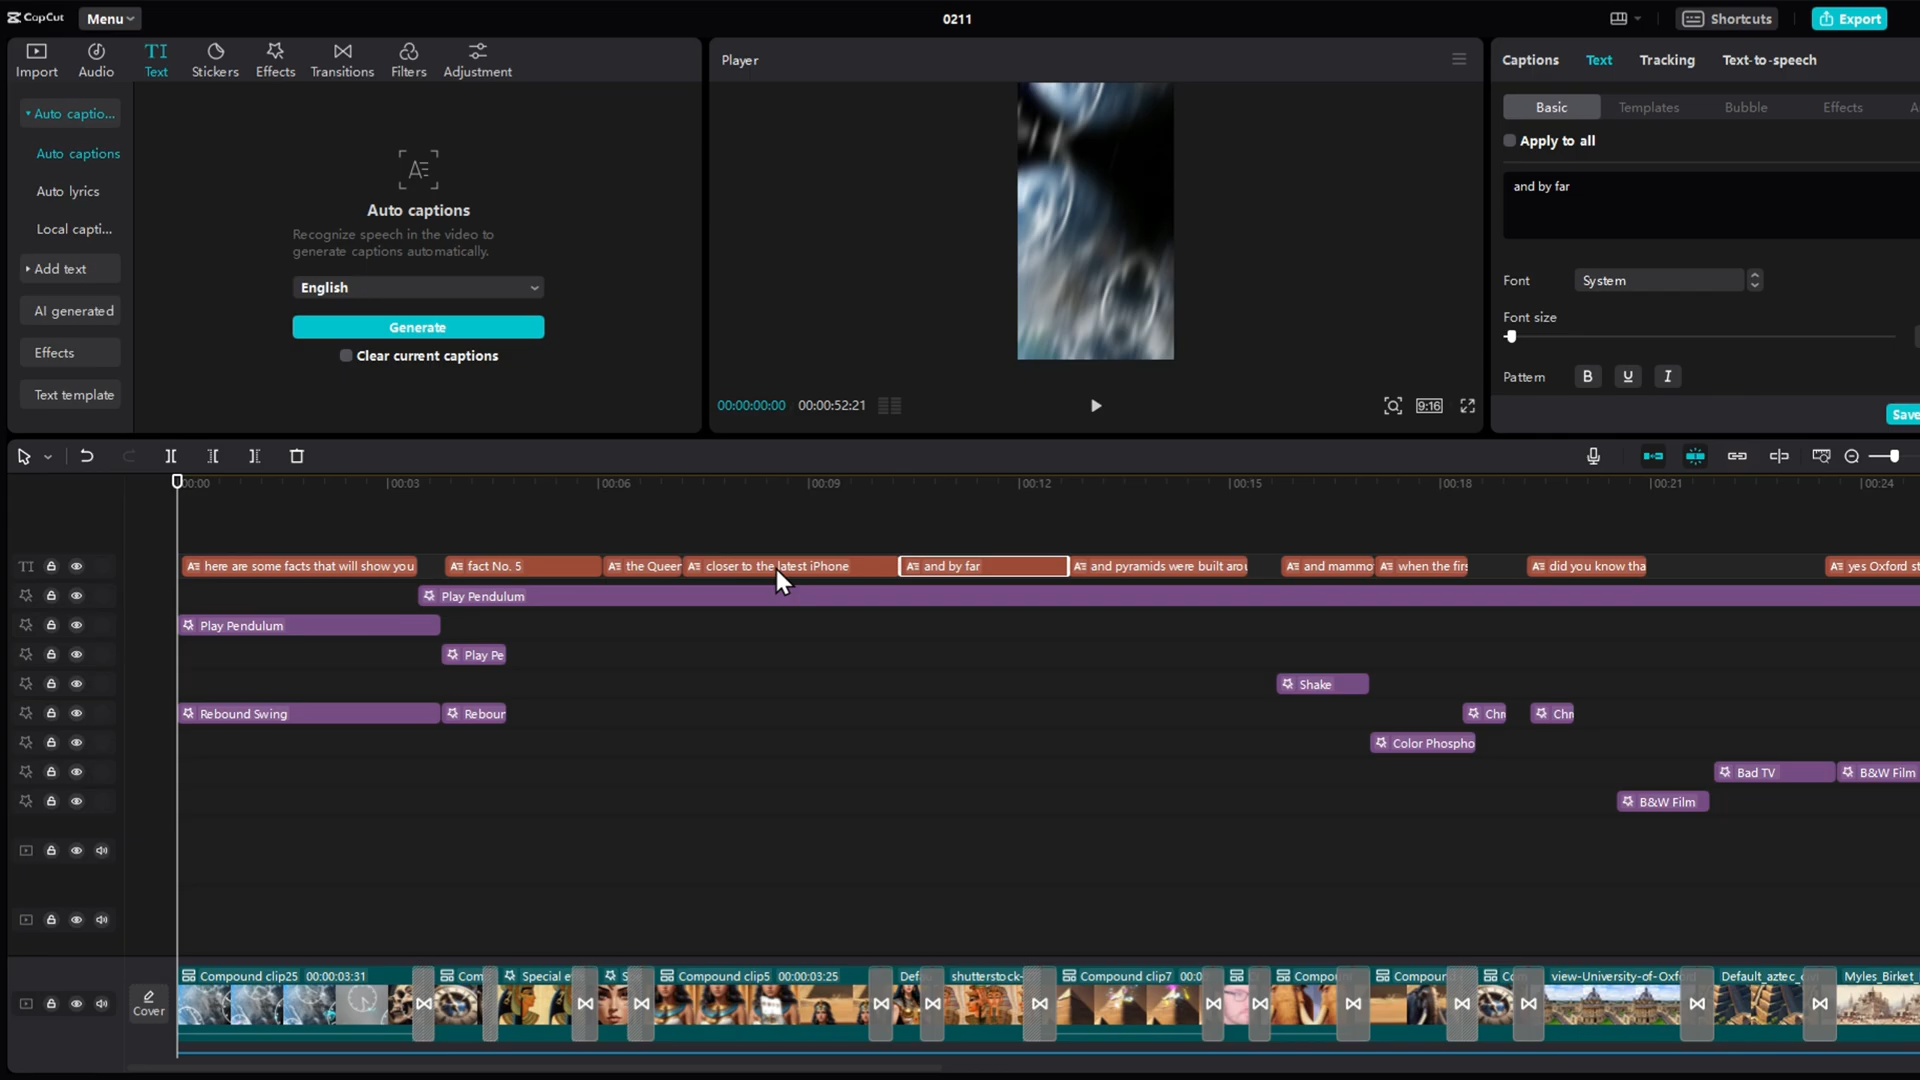 CapCut
Menu
0211
Shortcuts
Export
Import
Audio
TI
Text
Stickers
Effects
Transitions
Filters
Adjustment
Player
Captions
Text
Tracking
Text-to-speech
Auto captio...
Auto captions
Auto lyrics
Local capti...
Add text
AI generated
Effects
Text template
Auto captions
Recognize speech in the video to
generate captions automatically.
English
Generate
Clear current captions
Basic
Templates
Bubble
Effects
Apply to all
and by far
Font
System
Font size
Pattern
B
U
I
Save
00:00:00:00
00:00:52:21
9:16
00:00
00:03
00:06
00:09
00:12
00:15
00:18
00:21
00:24
TI
here are some facts that will show you
fact No. 5
the Queer
closer to the latest iPhone
and by far
and pyramids were built arou
and mammo
when the firs
did you know tha
yes Oxford st
Play Pendulum
Play Pendulum
Play Pe
Shake
Rebound Swing
Rebour
Chr
Chr
Color Phospho
Bad TV
B&W Film
B&W Film
Cover
Compound clip25 00:00:03:31
Com
Special e
S
Compound clip5 00:00:03:25
Def
shutterstock-
Compound clip7 00:0
Compou
Compoun
Co
view-University-of-Oxfo
Default_aztec_c
Myles_Birket_